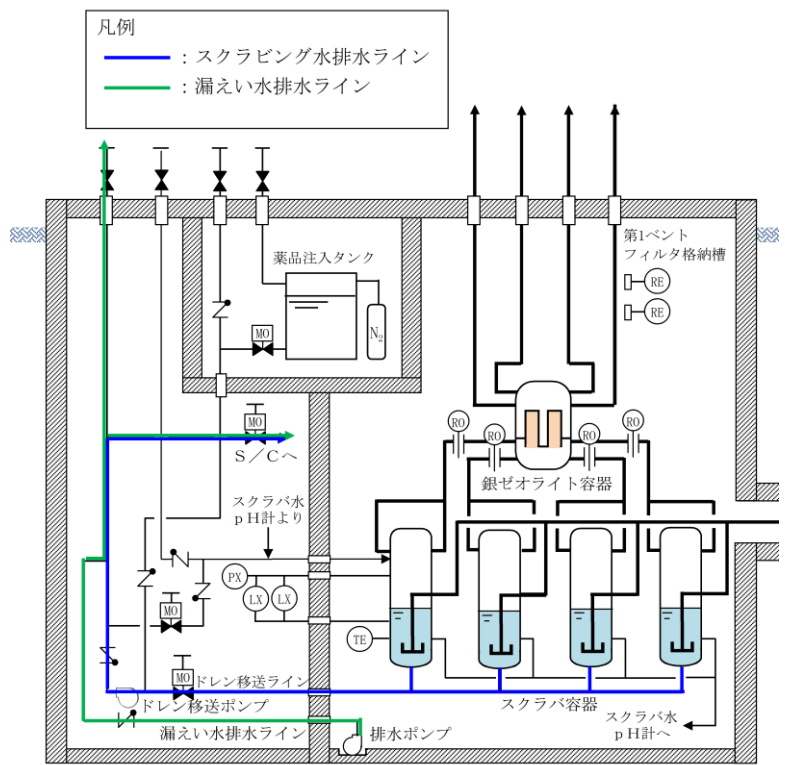 凡例
：スクラビング水排水ライン
：漏えい水排水ライン
第1ベント
フィルタ格納槽
RE
RE
薬品注入タンク
MO
N₂
MO
S／Cへ
RO
RO
RO
RO
銀ゼオライト容器
スクラバ水
pH計より
PX
LX
LX
MO
TE
MO
ドレン移送ライン
ドレン移送ポンプ
スクラバ容器
スクラバ水
pH計へ
漏えい水排水ライン
排水ポンプ